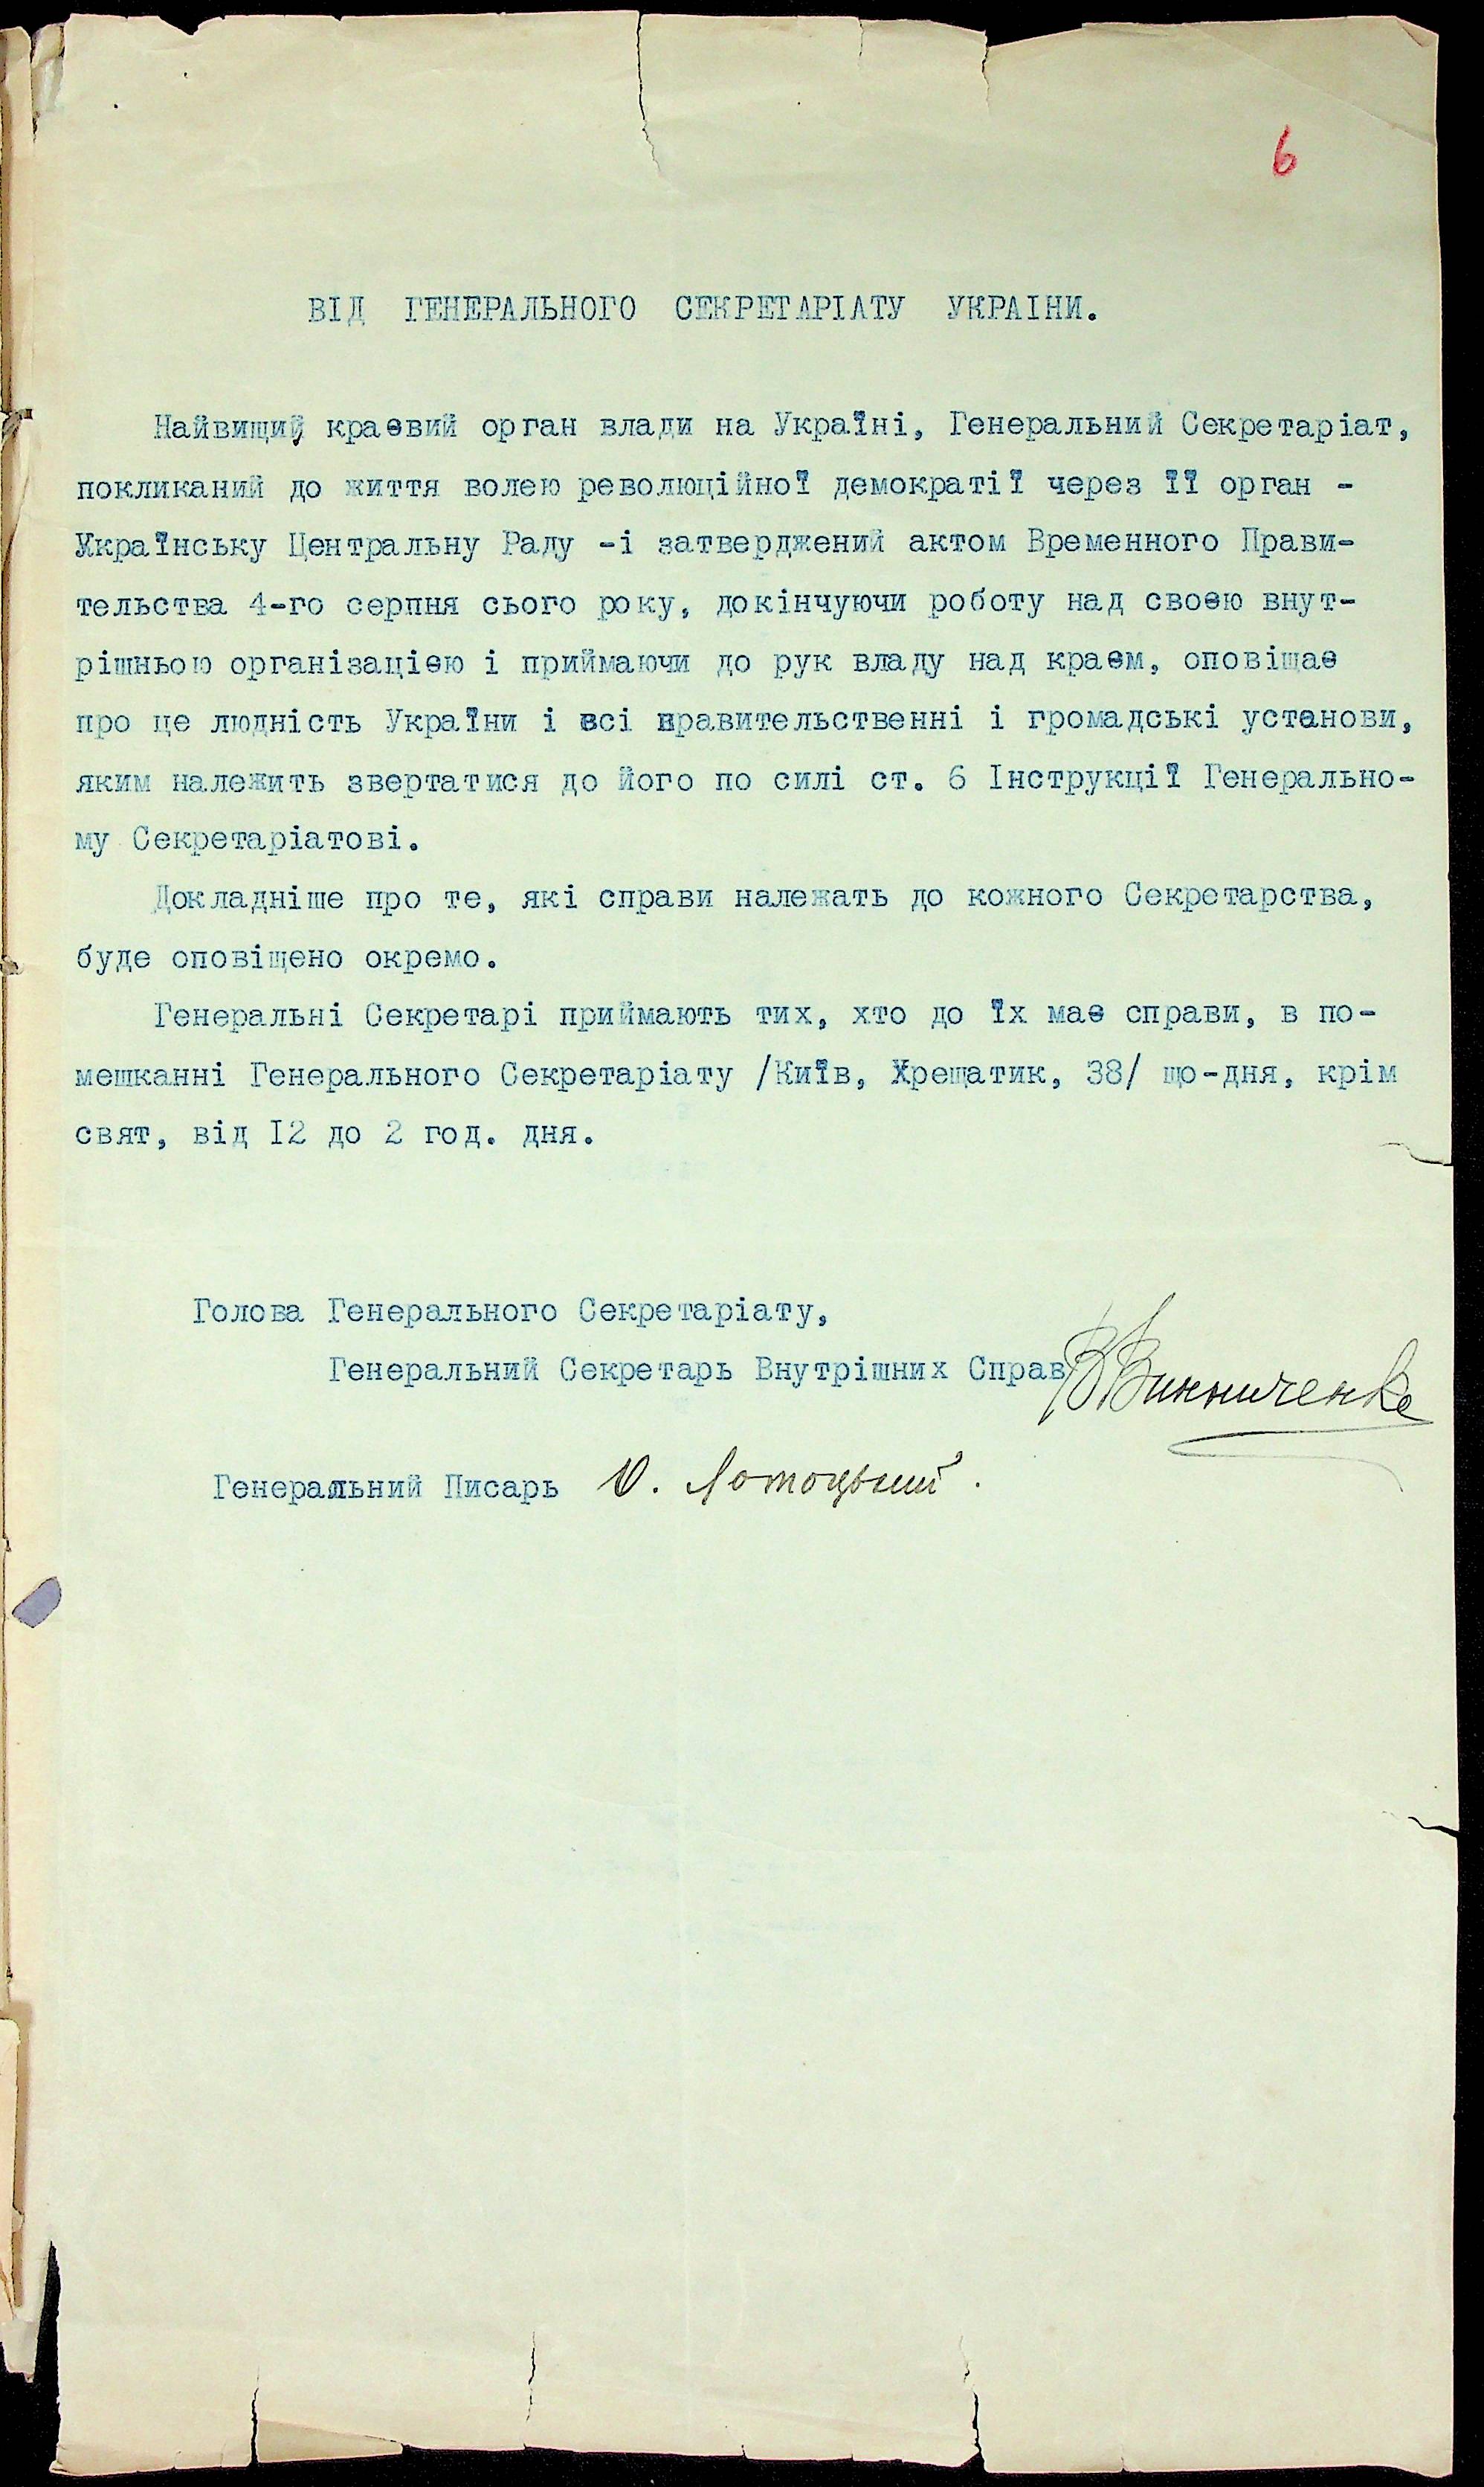 6
ВІД ГЕНЕРАЛЬНОГО СЕКРЕТАРІАТУ УКРАІНИ.
Найвищий краєвий орган влади на Україні, Генеральний Секретаріат,
покликаний до життя волею революційної демократії через її орган -
Українську Центральну Раду -і затверджений актом Временного Прави-
тельства 4-го серпня сього року, докінчуючи роботу над своєю внут-
рішньою організацією і приймаючи до рук владу над краєм, оповіщає
про це людність України і всі правительственні і громадські установи,
яким належить звертатися до його по силі ст. 6 Інструкції Генерально-
му Секретаріатові.
Докладніше про те, які справи належать до кожного Секретарства,
буде оповіщено окремо.
Генеральні Секретарі приймають тих, хто до їх має справи, в по-
мешканні Генерального Секретаріату /Київ, Хрещатик, 38/ що-дня, крім
свят, від І2 до 2 год. дня.
Голова Генерального Секретаріату,
Генеральний Секретарь Внутрішних Справ В Винниченко
Генеральний Писарь О. Лотоцький.